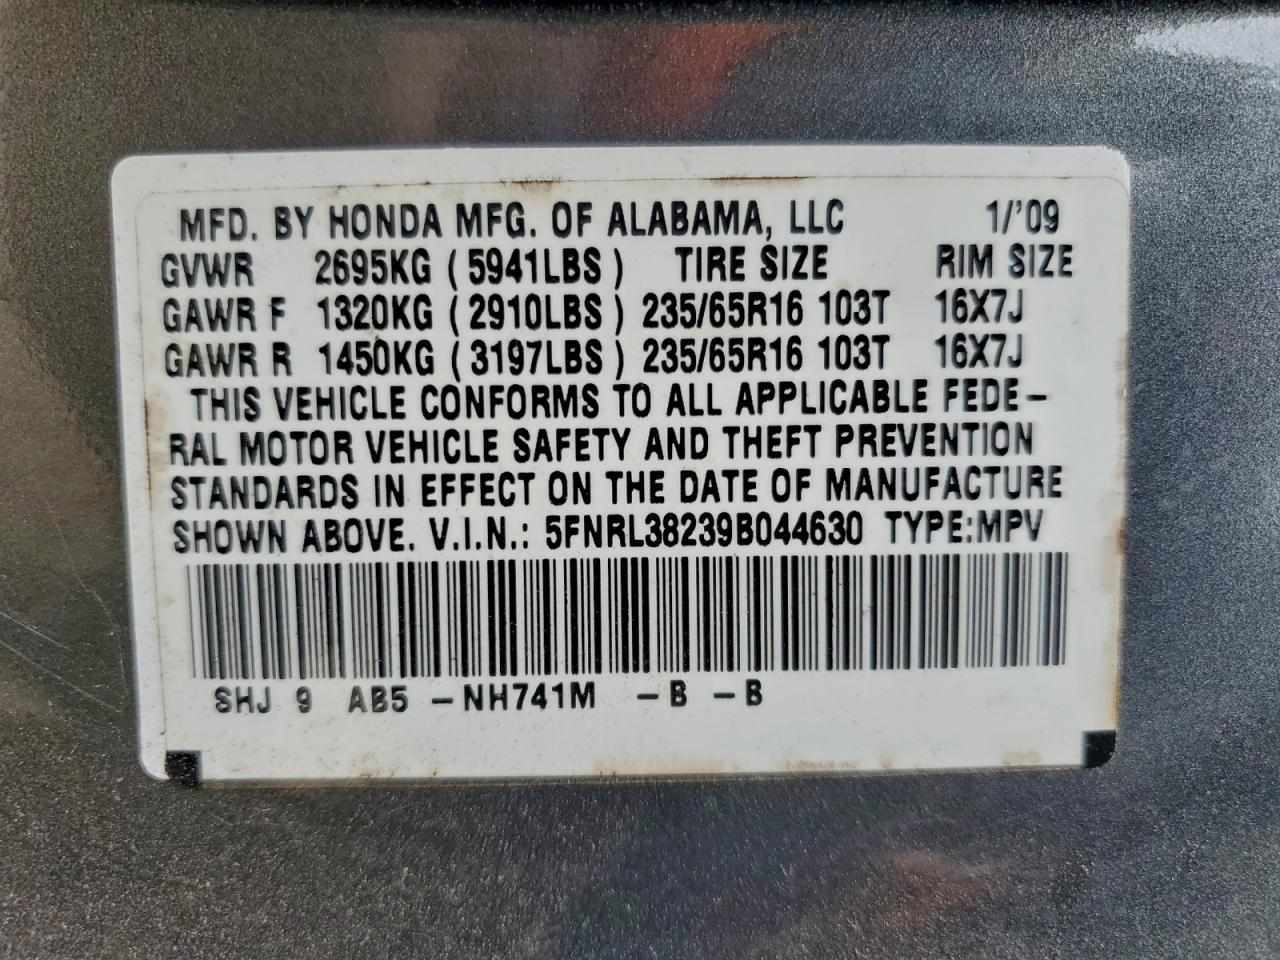 MFD. BY HONDA MFG. OF ALABAMA, LLC 1/'09
GVWR 2695KG (5941LBS) TIRE SIZE RIM SIZE
GAWR F 1320KG (2910LBS) 235/65R16 103T 16X7J
GAWR R 1450KG (3197LBS) 235/65R16 103T 16X7J
THIS VEHICLE CONFORMS TO ALL APPLICABLE FEDE-
RAL MOTOR VEHICLE SAFETY AND THEFT PREVENTION
STANDARDS IN EFFECT ON THE DATE OF MANUFACTURE
SHOWN ABOVE. V.I.N.: 5FNRL38239B044630 TYPE:MPV
SHJ 9 AB5 -NH741M -B -B